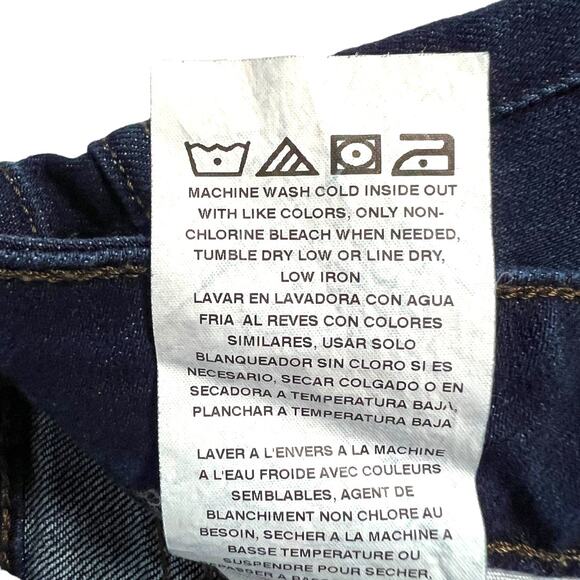 MACHINE WASH COLD INSIDE OUT
WITH LIKE COLORS, ONLY NON-
CHLORINE BLEACH WHEN NEEDED,
TUMBLE DRY LOW OR LINE DRY,
LOW IRON
LAVAR EN LAVADORA CON AGUA
FRIA AL REVES CON COLORES
SIMILARES, USAR SOLO
BLANQUEADOR SIN CLORO SI ES
NECESARIO, SECAR COLGADO O EN
SECADORA A TEMPERATURA BAJA,
PLANCHAR A TEMPERATURA BAJA
LAVER A L'ENVERS A LA MACHINE
A L'EAU FROIDE AVEC COULEURS
SEMBLABLES, AGENT DE
BLANCHIMENT NON CHLORE AU
BESOIN, SECHER A LA MACHINE A
BASSE TEMPERATURE OU
SUSPENDRE POUR SECHER,